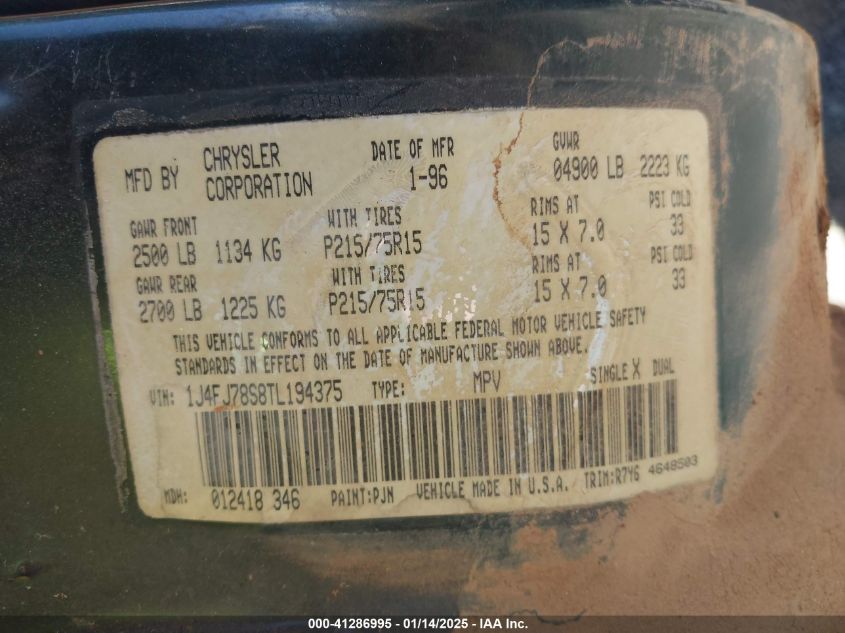 MFD BY CHRYSLER CORPORATION DATE OF MFR 1-96 GVWR 04900 LB 2223 KG
GAWR FRONT WITH TIRES RIMS AT PSI COLD
2500 LB 1134 KG P215/75R15 15 X 7.0 33
GAWR REAR WITH TIRES RIMS AT PSI COLD
2700 LB 1225 KG P215/75R15 15 X 7.0 33
THIS VEHICLE CONFORMS TO ALL APPLICABLE FEDERAL MOTOR VEHICLE SAFETY
STANDARDS IN EFFECT ON THE DATE OF MANUFACTURE SHOWN ABOVE.
VIN: 1J4FJ78S8TL194375 TYPE: MPV SINGLE X DUAL
MDH: 012418 346 PAINT:PJN VEHICLE MADE IN U.S.A. TRIM:R7Y6 4648503
000-41286995 - 01/14/2025 - IAA Inc.